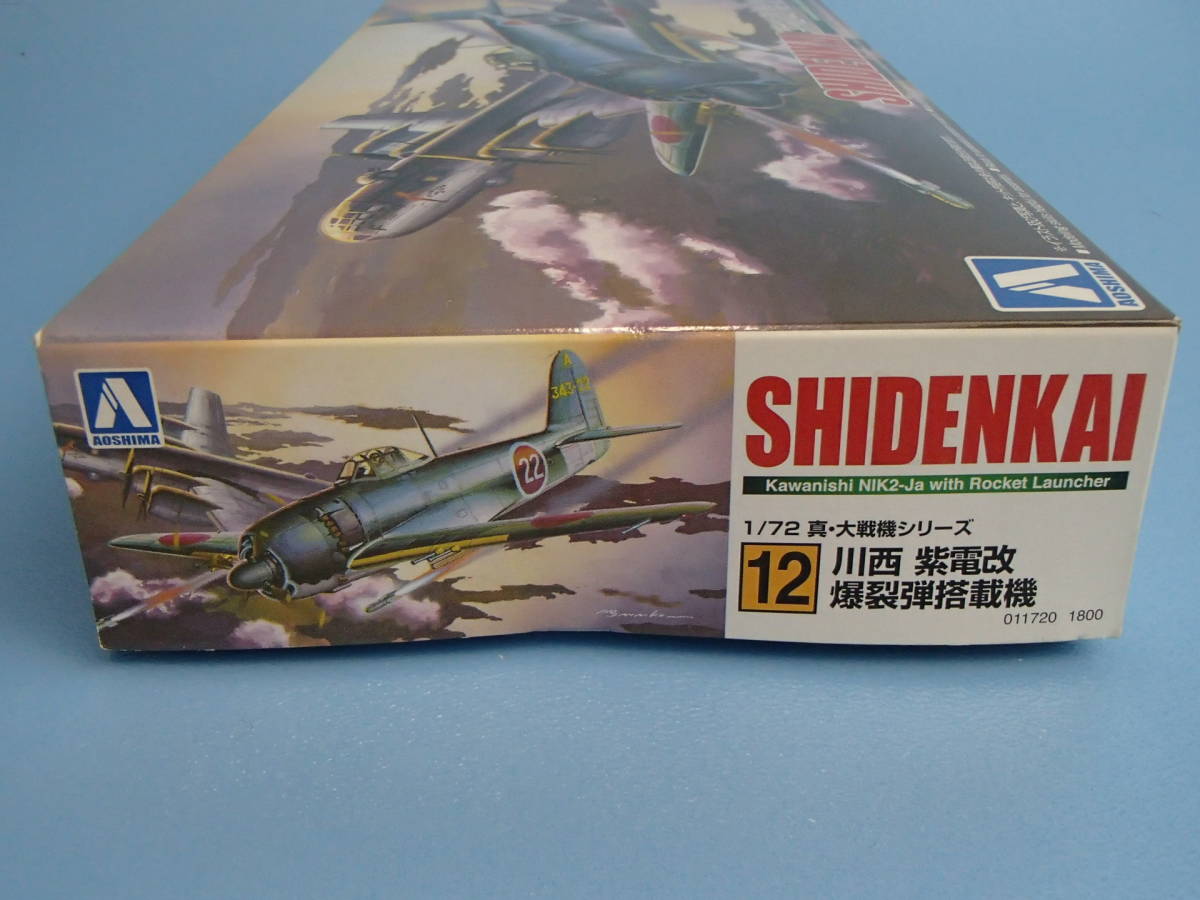 SHIDENKAI
AOSHIMA
AOSHIMA
A
343-
22
SHIDENKAI
Kawanishi NIK2-Ja with Rocket Launcher
1/72 真・大戦機シリーズ
12 川西 紫電改
爆裂弾搭載機
011720 1800